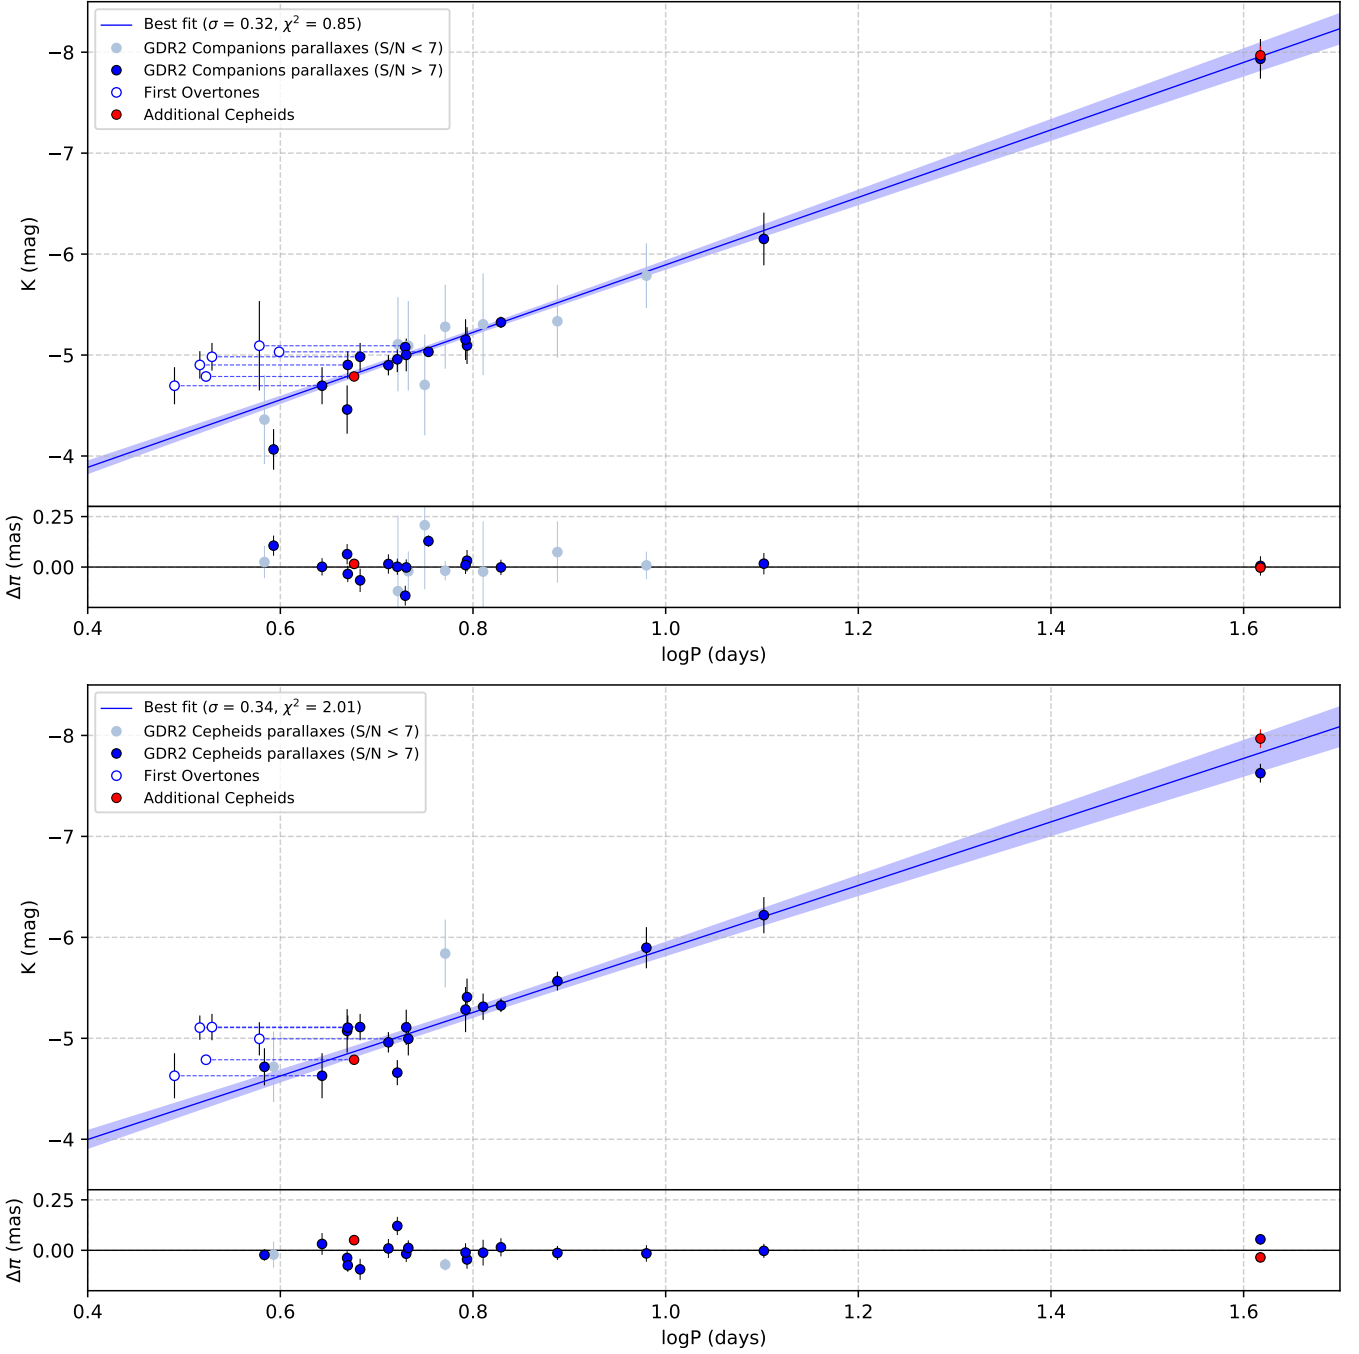 Best fit (σ = 0.32, χ² = 0.85)
GDR2 Companions parallaxes (S/N < 7)
GDR2 Companions parallaxes (S/N > 7)
First Overtones
Additional Cepheids
−8
−7
−6
−5
−4
K (mag)
0.25
0.00
Δπ (mas)
0.4 0.6 0.8 1.0 1.2 1.4 1.6
logP (days)
Best fit (σ = 0.34, χ² = 2.01)
GDR2 Cepheids parallaxes (S/N < 7)
GDR2 Cepheids parallaxes (S/N > 7)
First Overtones
Additional Cepheids
−8
−7
−6
−5
−4
K (mag)
0.25
0.00
Δπ (mas)
0.4 0.6 0.8 1.0 1.2 1.4 1.6
logP (days)